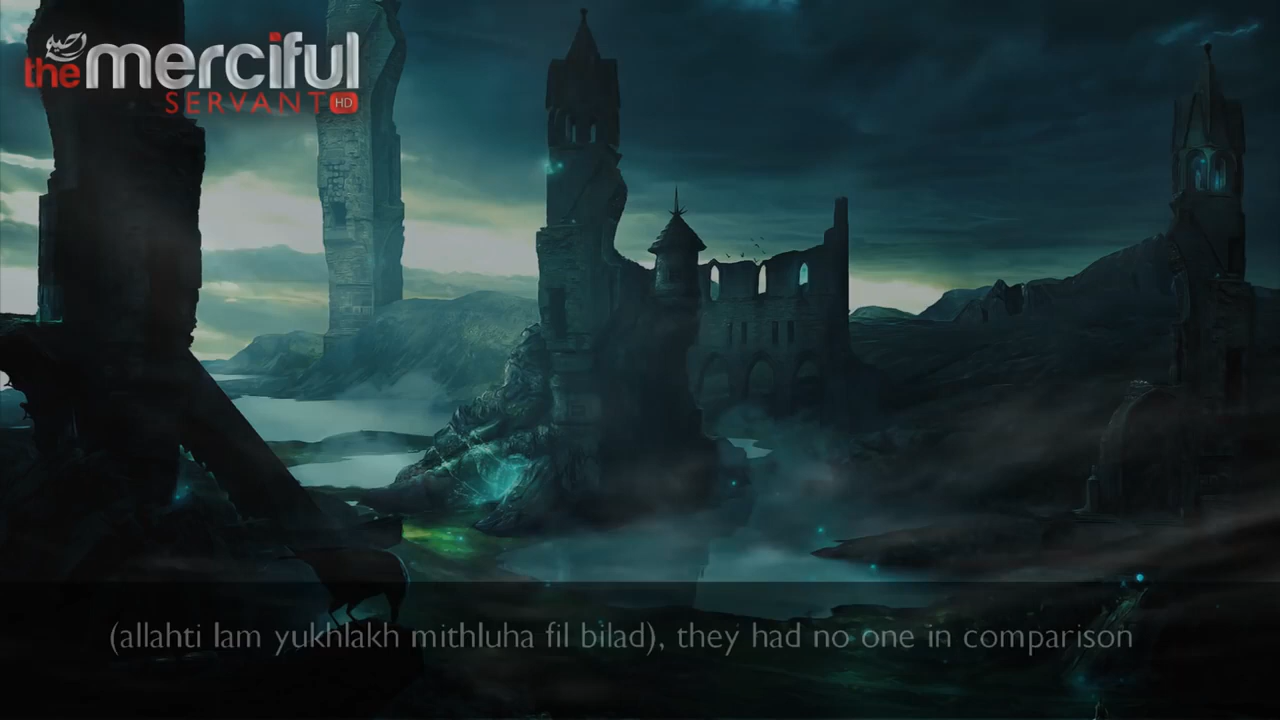 the merciful
SERVANT HD
(allahti lam yukhlakh mithluha fil bilad), they had no one in comparison